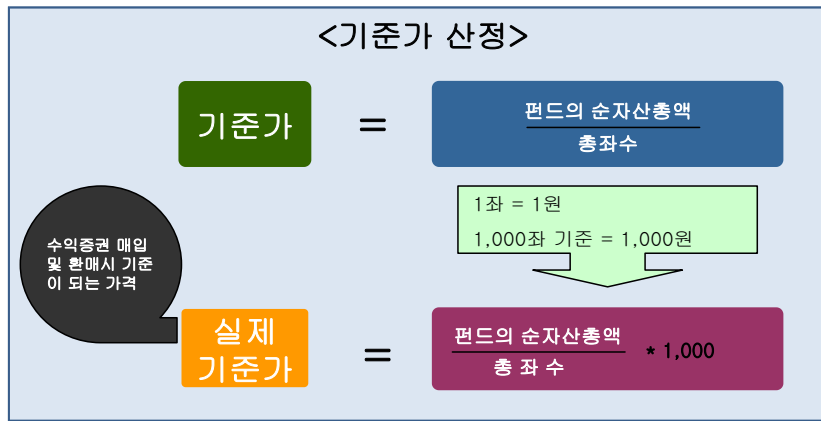 <기준가 산정>
기준가
=
펀드의 순자산총액
총좌수
1좌 = 1원
1,000좌 기준 = 1,000원
수익증권 매입
및 환매시 기준
이 되는 가격
실제
기준가
=
펀드의 순자산총액
총 좌 수
* 1,000